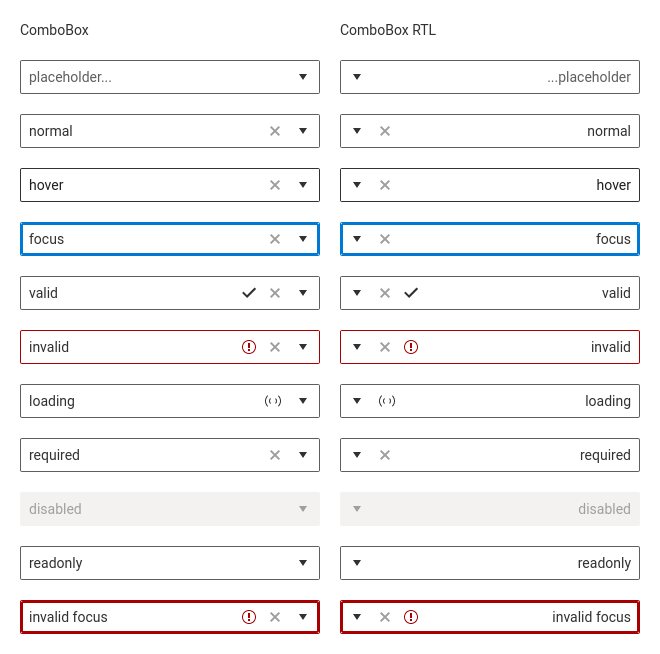 ComboBox
ComboBox RTL
placeholder...
...placeholder
normal
normal
hover
hover
focus
focus
valid
valid
invalid
invalid
loading
loading
required
required
disabled
disabled
readonly
readonly
invalid focus
invalid focus